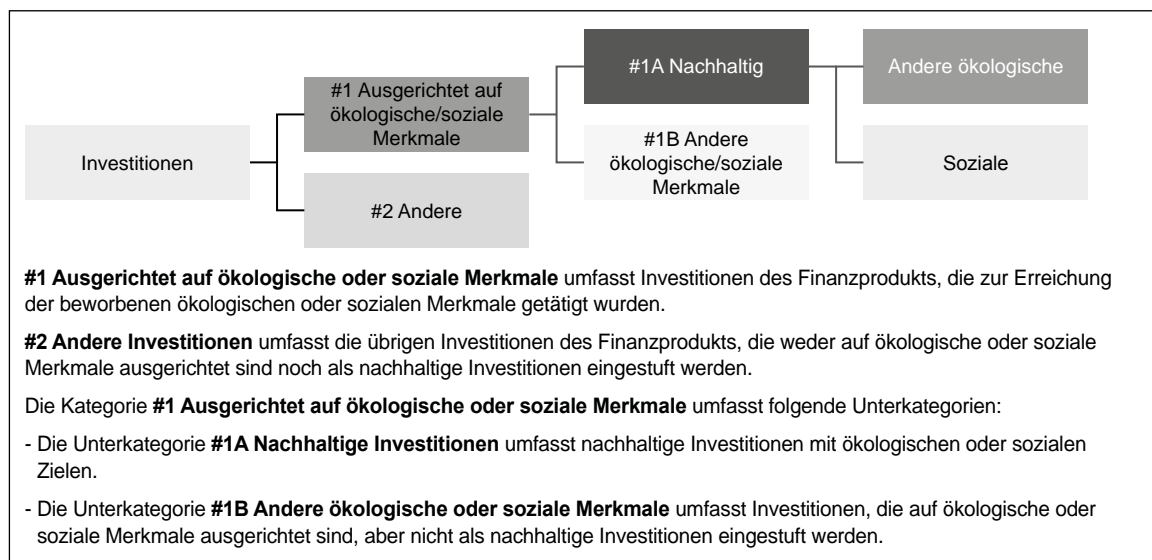 #1A Nachhaltig
Andere ökologische
#1 Ausgerichtet auf
ökologische/soziale
Merkmale
Investitionen
#1B Andere
ökologische/soziale
Merkmale
Soziale
#2 Andere
#1 Ausgerichtet auf ökologische oder soziale Merkmale umfasst Investitionen des Finanzprodukts, die zur Erreichung
der beworbenen ökologischen oder sozialen Merkmale getätigt wurden.
#2 Andere Investitionen umfasst die übrigen Investitionen des Finanzprodukts, die weder auf ökologische oder soziale
Merkmale ausgerichtet sind noch als nachhaltige Investitionen eingestuft werden.
Die Kategorie #1 Ausgerichtet auf ökologische oder soziale Merkmale umfasst folgende Unterkategorien:
- Die Unterkategorie #1A Nachhaltige Investitionen umfasst nachhaltige Investitionen mit ökologischen oder sozialen
Zielen.
- Die Unterkategorie #1B Andere ökologische oder soziale Merkmale umfasst Investitionen, die auf ökologische oder
soziale Merkmale ausgerichtet sind, aber nicht als nachhaltige Investitionen eingestuft werden.